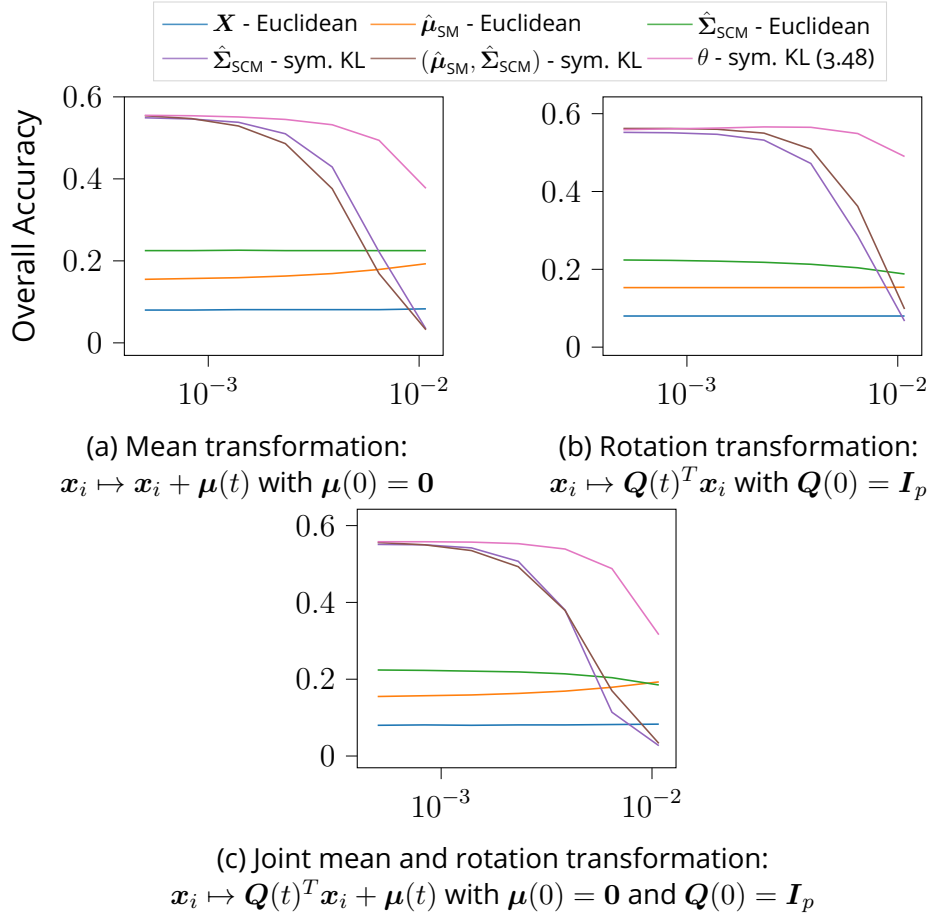 X - Euclidean   μ̂_SM - Euclidean   Σ̂_SCM - Euclidean
Σ̂_SCM - sym. KL   (μ̂_SM, Σ̂_SCM) - sym. KL   θ - sym. KL (3.48)
Overall Accuracy
0.6
0.4
0.2
0
10⁻³ 10⁻²
0.6
0.4
0.2
0
10⁻³ 10⁻²
(a) Mean transformation:
x_i ↦ x_i + μ(t) with μ(0) = 0
(b) Rotation transformation:
x_i ↦ Q(t)ᵀ x_i with Q(0) = I_p
0.6
0.4
0.2
0
10⁻³ 10⁻²
(c) Joint mean and rotation transformation:
x_i ↦ Q(t)ᵀ x_i + μ(t) with μ(0) = 0 and Q(0) = I_p